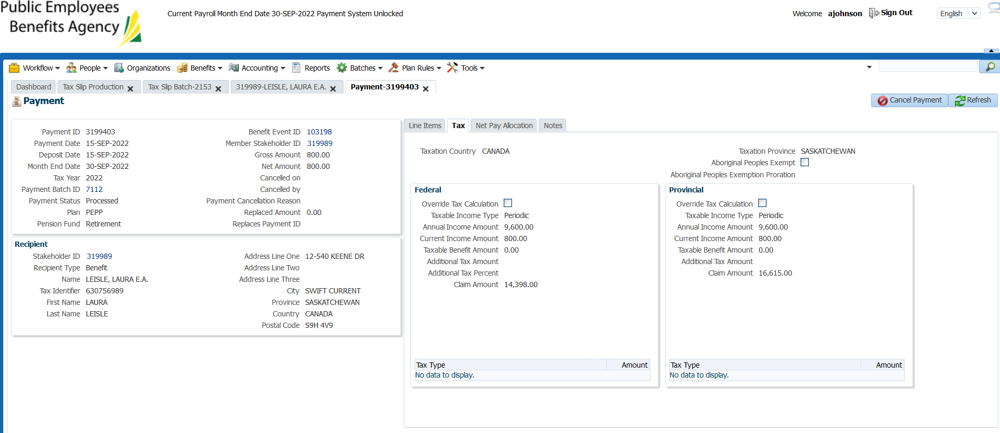 Public Employees
Benefits Agency
Current Payroll Month End Date 30-SEP-2022 Payment System Unlocked
Welcome ajohnson Sign Out English
Workflow People Organizations Benefits Accounting Reports Batches Plan Rules Tools
Dashboard Tax Slip Production Tax Slip Batch-2153 319989-LEISLE, LAURA E.A. Payment-3199403
Payment
Cancel Payment Refresh
Payment ID 3199403
Payment Date 15-SEP-2022
Deposit Date 15-SEP-2022
Month End Date 30-SEP-2022
Tax Year 2022
Payment Batch ID 7112
Payment Status Processed
Plan PEPP
Pension Fund Retirement
Benefit Event ID 103198
Member Stakeholder ID 319989
Gross Amount 800.00
Net Amount 800.00
Cancelled on
Cancelled by
Payment Cancellation Reason
Replaced Amount 0.00
Replaces Payment ID
Recipient
Stakeholder ID 319989
Recipient Type Benefit
Name LEISLE, LAURA E.A.
Tax Identifier 630756989
First Name LAURA
Last Name LEISLE
Address Line One 12-540 KEENE DR
Address Line Two
Address Line Three
City SWIFT CURRENT
Province SASKATCHEWAN
Country CANADA
Postal Code S9H 4V9
Line Items Tax Net Pay Allocation Notes
Taxation Country CANADA
Taxation Province SASKATCHEWAN
Aboriginal Peoples Exempt
Aboriginal Peoples Exemption Proration
Federal
Override Tax Calculation
Taxable Income Type Periodic
Annual Income Amount 9,600.00
Current Income Amount 800.00
Taxable Benefit Amount 0.00
Additional Tax Amount
Additional Tax Percent
Claim Amount 14,398.00
Tax Type Amount
No data to display.
Provincial
Override Tax Calculation
Taxable Income Type Periodic
Annual Income Amount 9,600.00
Current Income Amount 800.00
Taxable Benefit Amount 0.00
Additional Tax Amount
Claim Amount 16,615.00
Tax Type Amount
No data to display.